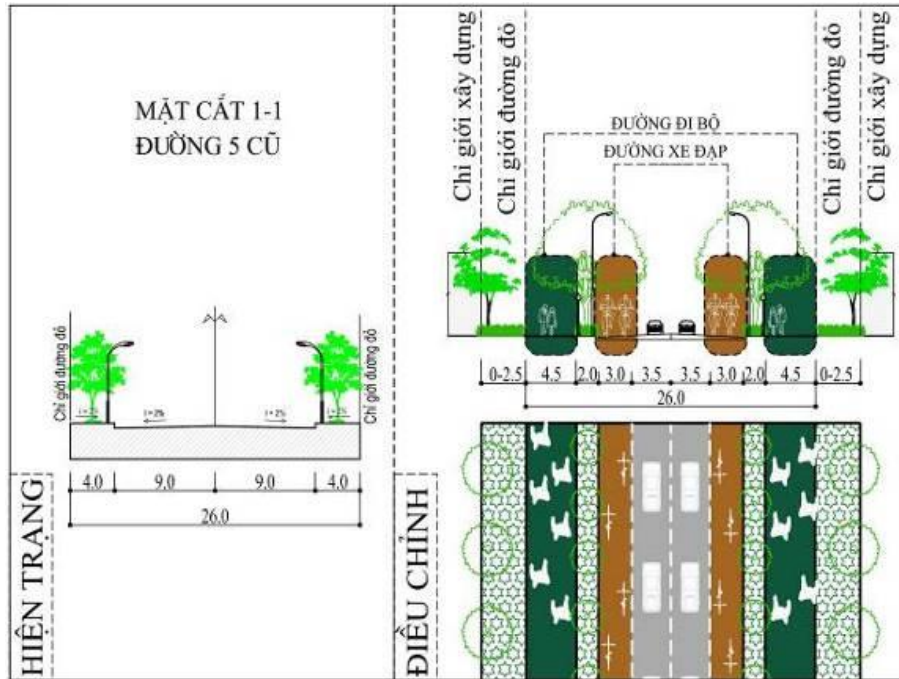 MẶT CẮT 1-1
ĐƯỜNG 5 CŨ
Chỉ giới đường đỏ
Chỉ giới đường đỏ
i = 2%
i = 2%
i = 2%
i = 2%
4.0 9.0 9.0 4.0
26.0
HIỆN TRẠNG
Chỉ giới xây dựng
Chỉ giới đường đỏ
ĐƯỜNG ĐI BỘ
ĐƯỜNG XE ĐẠP
Chỉ giới đường đỏ
Chỉ giới xây dựng
0-2.5 4.5 2.0 3.0 3.5 3.5 3.0 2.0 4.5 0-2.5
26.0
ĐIỀU CHỈNH